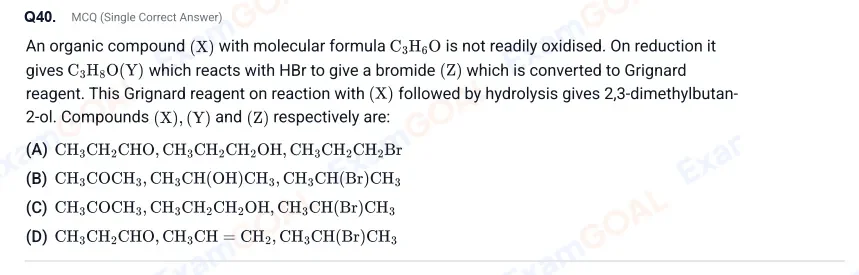 Q40. MCQ (Single Correct Answer)
An organic compound (X) with molecular formula C₃H₆O is not readily oxidised. On reduction it
gives C₃H₈O(Y) which reacts with HBr to give a bromide (Z) which is converted to Grignard
reagent. This Grignard reagent on reaction with (X) followed by hydrolysis gives 2,3-dimethylbutan-
2-ol. Compounds (X), (Y) and (Z) respectively are:
(A) CH₃CH₂CHO, CH₃CH₂CH₂OH, CH₃CH₂CH₂Br
(B) CH₃COCH₃, CH₃CH(OH)CH₃, CH₃CH(Br)CH₃
(C) CH₃COCH₃, CH₃CH₂CH₂OH, CH₃CH(Br)CH₃
(D) CH₃CH₂CHO, CH₃CH = CH₂, CH₃CH(Br)CH₃